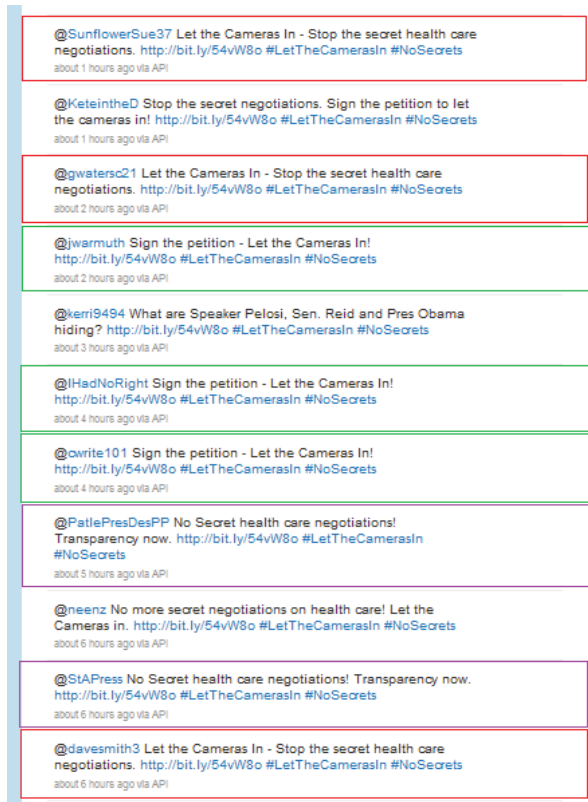 @SunflowerSue37 Let the Cameras In - Stop the secret health care
negotiations. http://bit.ly/54vW8o #LetTheCamerasIn #NoSecrets
about 1 hours ago via API
@KeteintheD Stop the secret negotiations. Sign the petition to let
the cameras in! http://bit.ly/54vW8o #LetTheCamerasIn #NoSecrets
about 1 hours ago via API
@gwatersc21 Let the Cameras In - Stop the secret health care
negotiations. http://bit.ly/54vW8o #LetTheCamerasIn #NoSecrets
about 2 hours ago via API
@jwarmuth Sign the petition - Let the Cameras In!
http://bit.ly/54vW8o #LetTheCamerasIn #NoSecrets
about 2 hours ago via API
@kerri9494 What are Speaker Pelosi, Sen. Reid and Pres Obama
hiding? http://bit.ly/54vW8o #LetTheCamerasIn #NoSecrets
about 3 hours ago via API
@IHadNoRight Sign the petition - Let the Cameras In!
http://bit.ly/54vW8o #LetTheCamerasIn #NoSecrets
about 4 hours ago via API
@cwrite101 Sign the petition - Let the Cameras In!
http://bit.ly/54vW8o #LetTheCamerasIn #NoSecrets
about 4 hours ago via API
@PatlePresDesPP No Secret health care negotiations!
Transparency now. http://bit.ly/54vW8o #LetTheCamerasIn
#NoSecrets
about 5 hours ago via API
@neenz No more secret negotiations on health care! Let the
Cameras in. http://bit.ly/54vW8o #LetTheCamerasIn #NoSecrets
about 6 hours ago via API
@StAPress No Secret health care negotiations! Transparency now.
http://bit.ly/54vW8o #LetTheCamerasIn #NoSecrets
about 6 hours ago via API
@davesmith3 Let the Cameras In - Stop the secret health care
negotiations. http://bit.ly/54vW8o #LetTheCamerasIn #NoSecrets
about 6 hours ago via API